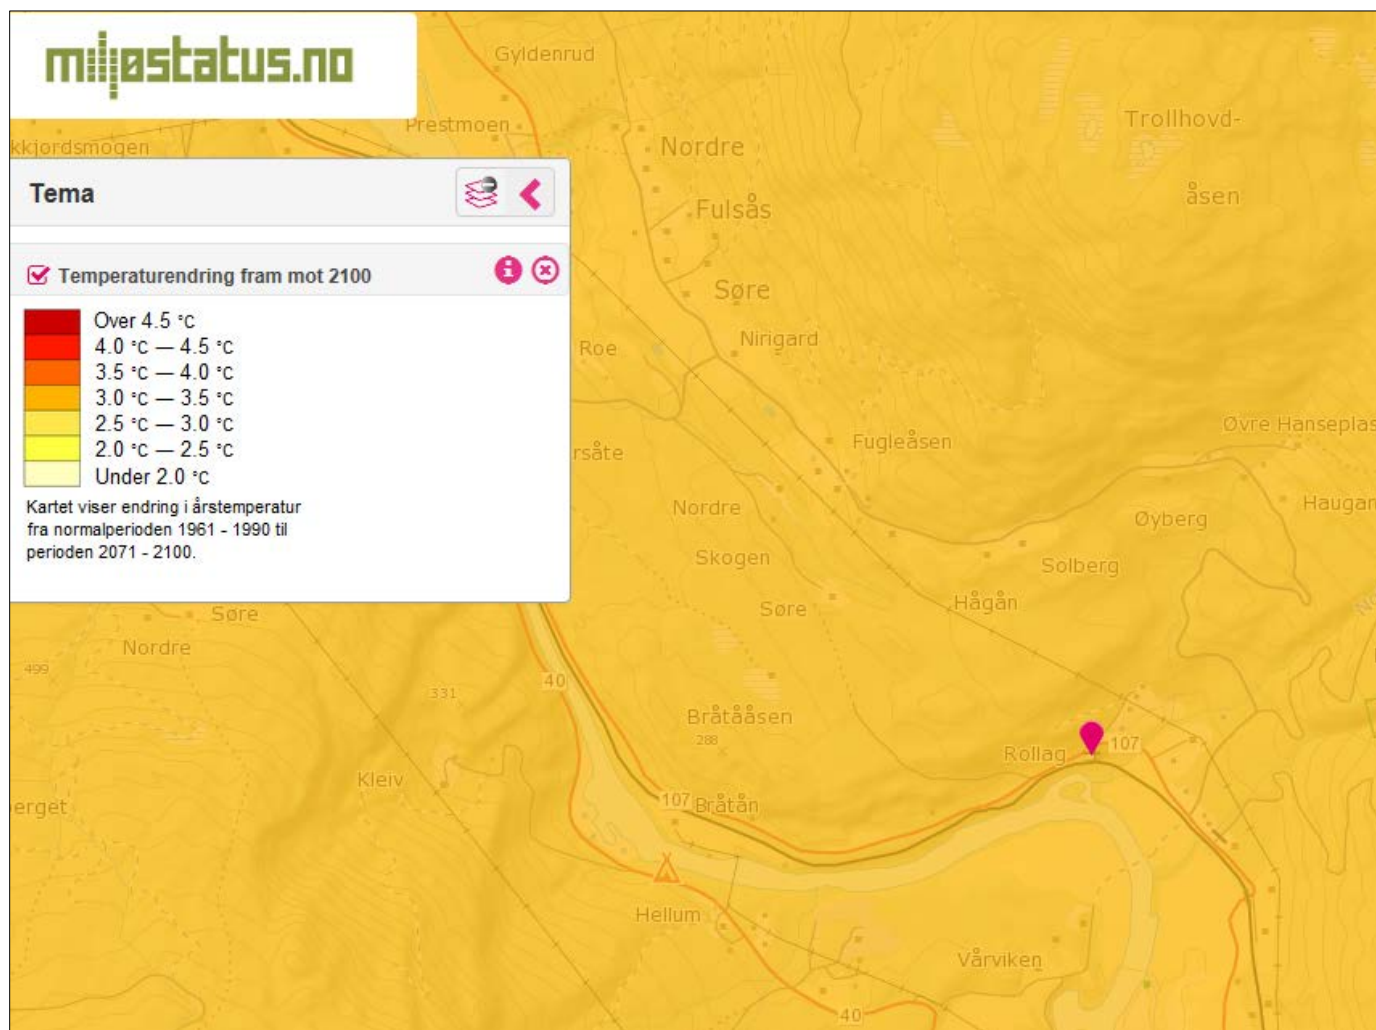 miljøstatus.no
Gyldenrud
Prestmoen
kkjørdsmogen
Nordre
Trollhovd-
åsen
Tema
Fulsås
Temperaturendring fram mot 2100
Over 4.5 °C
4.0 °C — 4.5 °C
3.5 °C — 4.0 °C
3.0 °C — 3.5 °C
2.5 °C — 3.0 °C
2.0 °C — 2.5 °C
Under 2.0 °C
Kartet viser endring i årstemperatur
fra normalperioden 1961 - 1990 til
perioden 2071 - 2100.
Søre
Nirigard
Roe
Fugleåsen
Øvre Hanseplas
rsåte
Nordre
Skogen
Haugan
Øyberg
Solberg
Hågån
Søre
Søre
Nordre
499
331
40
Bråtååsen
288
Rollag
107
Kleiv
erget
107
Bråtån
Hellum
Vårviken
40